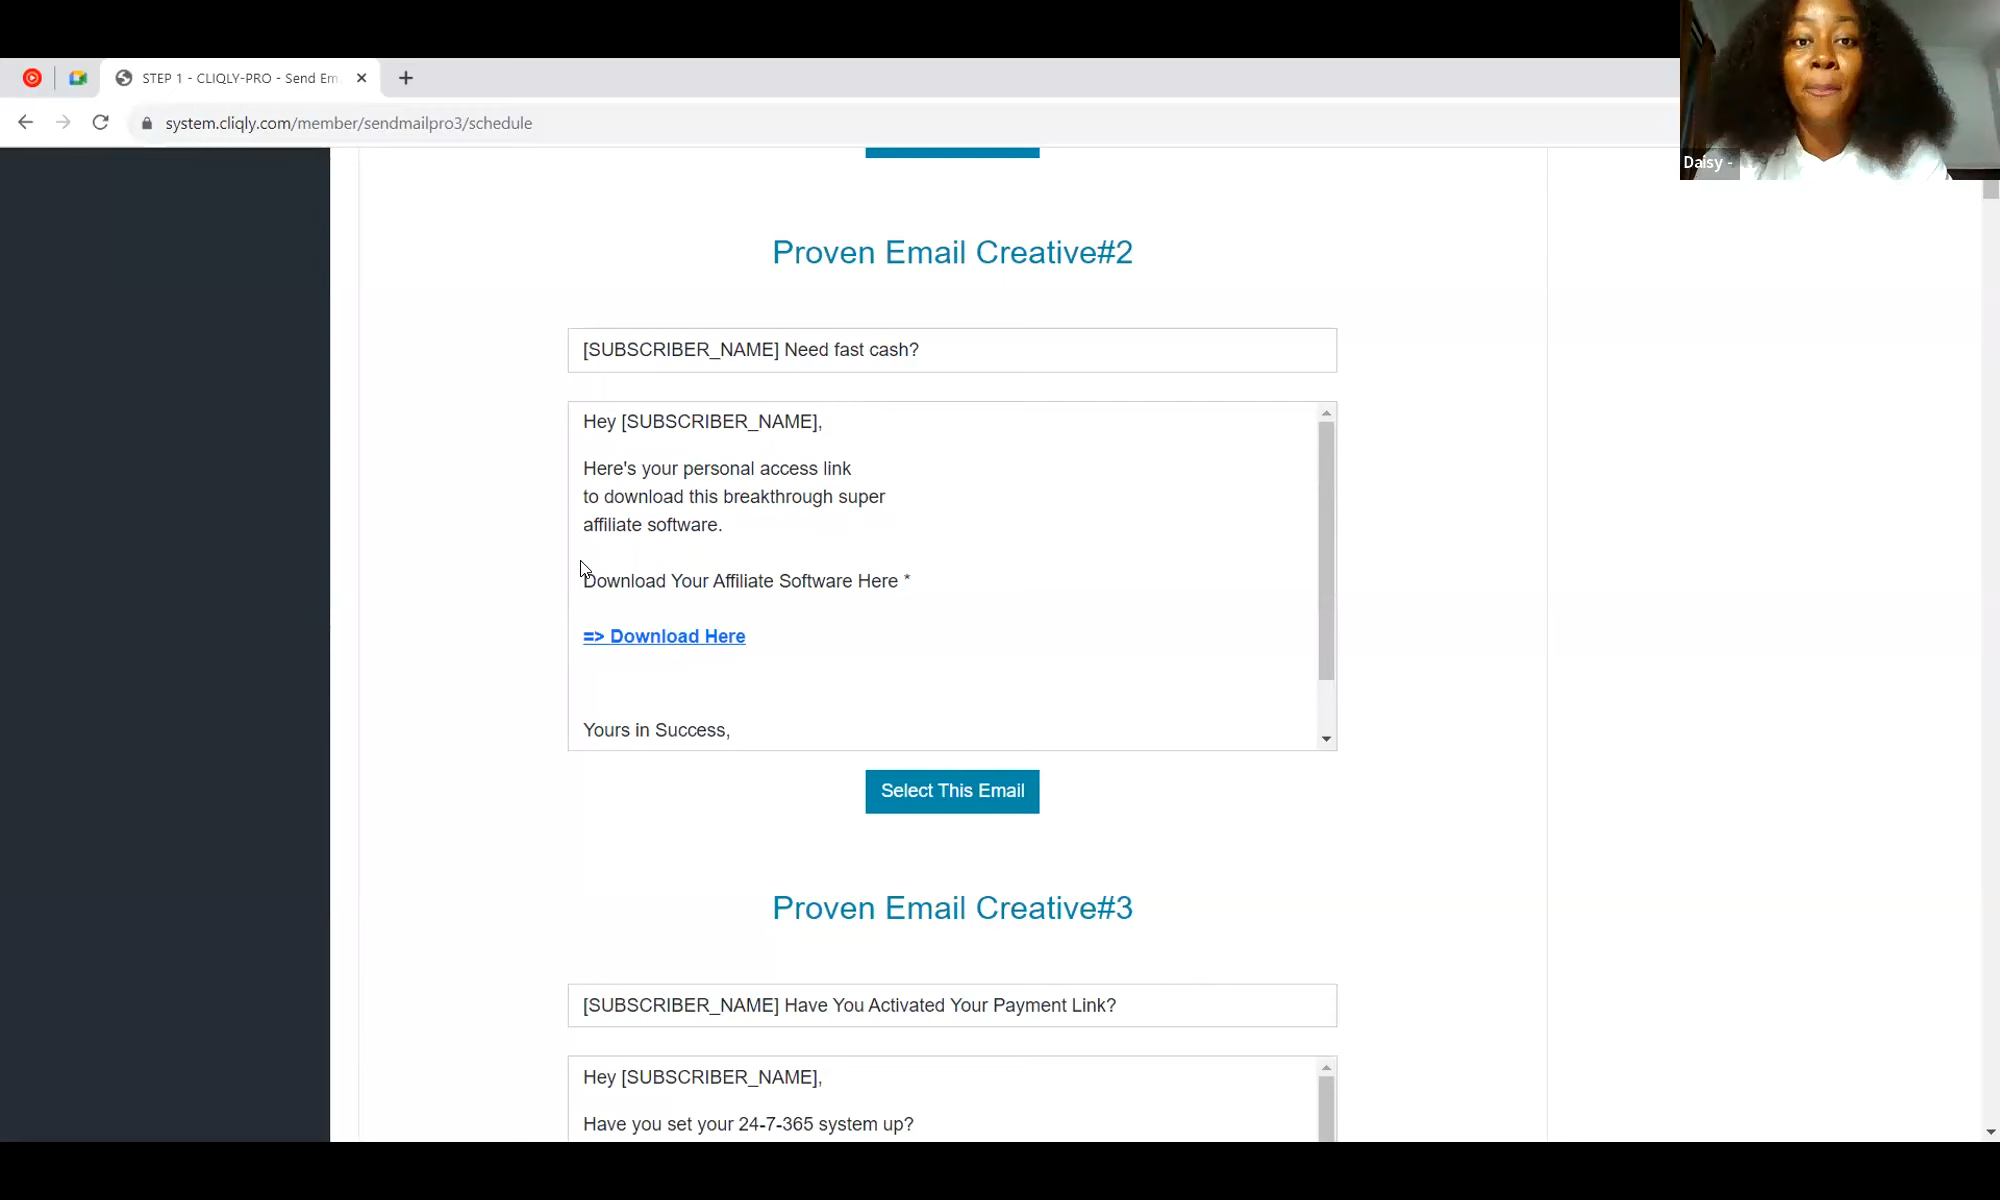 STEP 1 - CLIQLY-PRO - Send Em
system.cliqly.com/member/sendmailpro3/schedule
Daisy -
Proven Email Creative#2
[SUBSCRIBER_NAME] Need fast cash?
Hey [SUBSCRIBER_NAME],
Here's your personal access link
to download this breakthrough super
affiliate software.
Download Your Affiliate Software Here *
=> Download Here
Yours in Success,
Select This Email
Proven Email Creative#3
[SUBSCRIBER_NAME] Have You Activated Your Payment Link?
Hey [SUBSCRIBER_NAME],
Have you set your 24-7-365 system up?